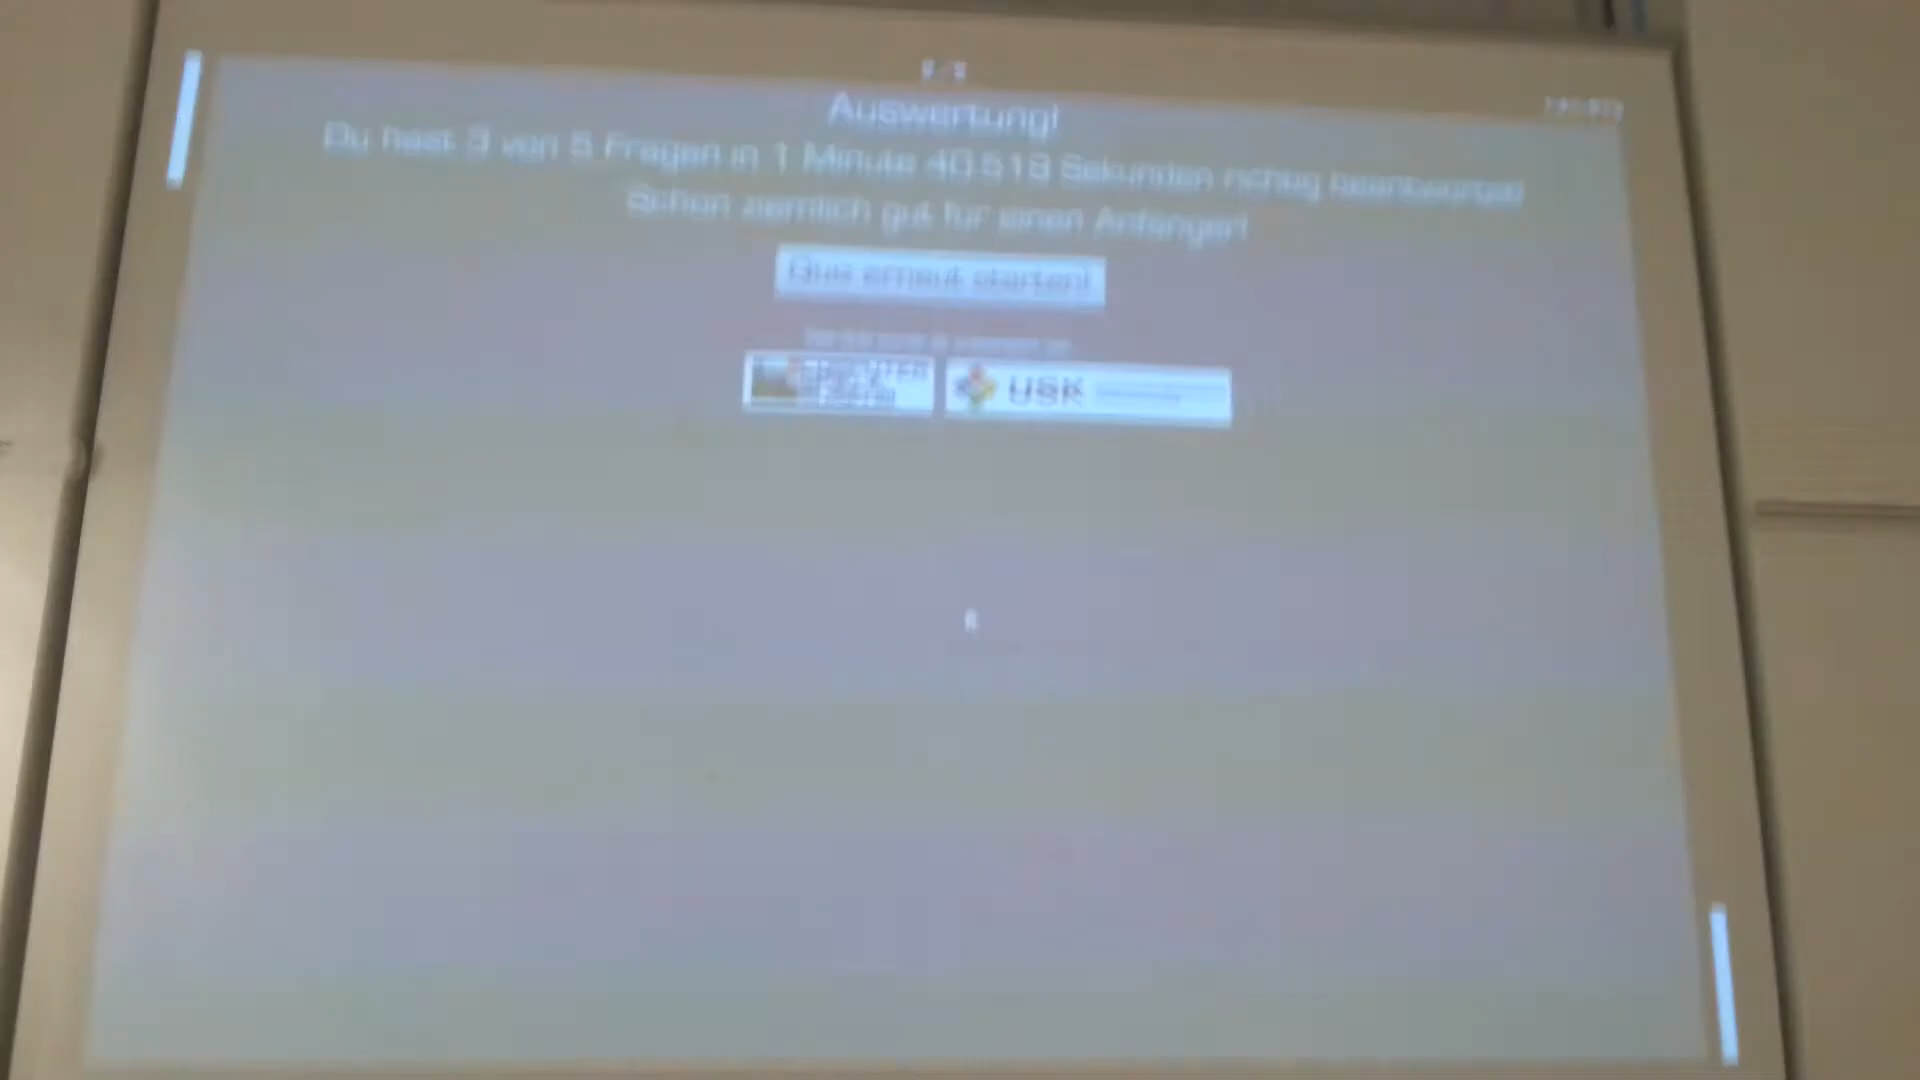 Auswertung!
Du hast 3 von 5 Fragen in 1 Minute 40.518 Sekunden richtig beantwortet!
Schon ziemlich gut für einen Anfänger!
Quiz erneut starten!
COMPUTER
USK